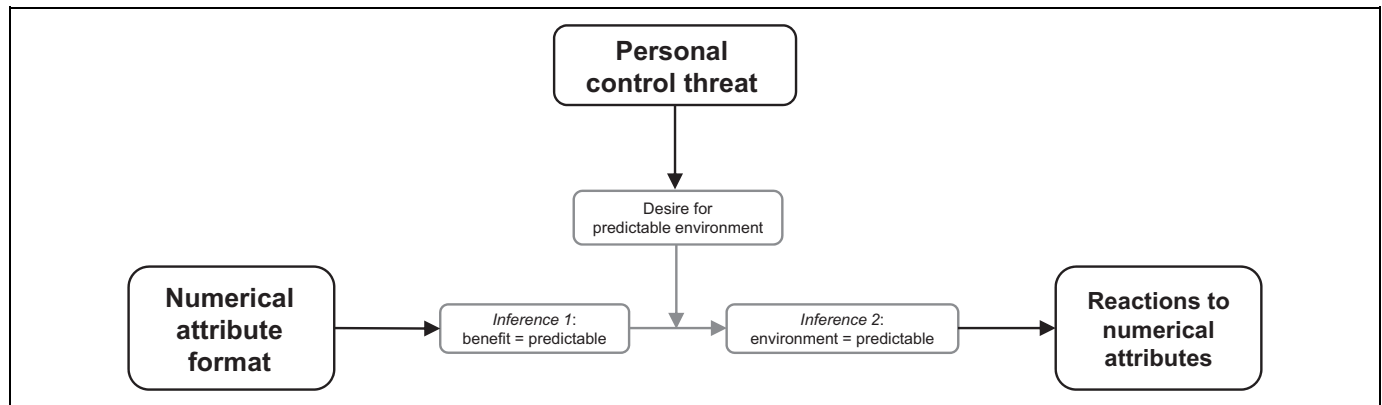 Personal
control threat
Desire for
predictable environment
Numerical
attribute
format
Inference 1:
benefit = predictable
Inference 2:
environment = predictable
Reactions to
numerical
attributes